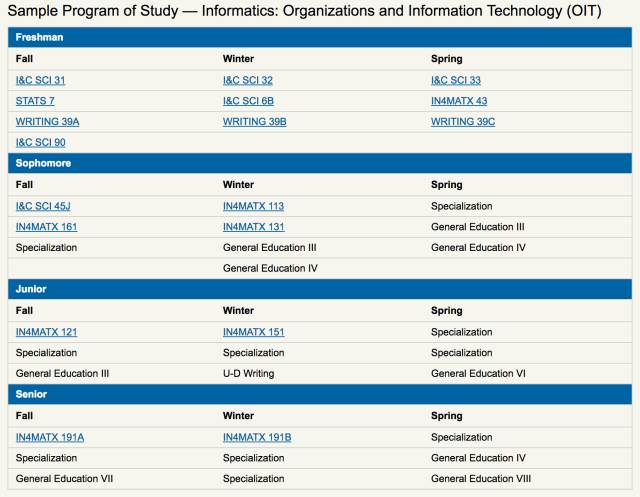 Sample Program of Study — Informatics: Organizations and Information Technology (OIT)
Freshman
Fall Winter Spring
I&C SCI 31 I&C SCI 32 I&C SCI 33
STATS 7 I&C SCI 6B IN4MATX 43
WRITING 39A WRITING 39B WRITING 39C
I&C SCI 90
Sophomore
Fall Winter Spring
I&C SCI 45J IN4MATX 113 Specialization
IN4MATX 161 IN4MATX 131 General Education III
Specialization General Education III General Education IV
General Education IV
Junior
Fall Winter Spring
IN4MATX 121 IN4MATX 151 Specialization
Specialization Specialization Specialization
General Education III U-D Writing General Education VI
Senior
Fall Winter Spring
IN4MATX 191A IN4MATX 191B Specialization
Specialization Specialization General Education IV
General Education VII Specialization General Education VIII